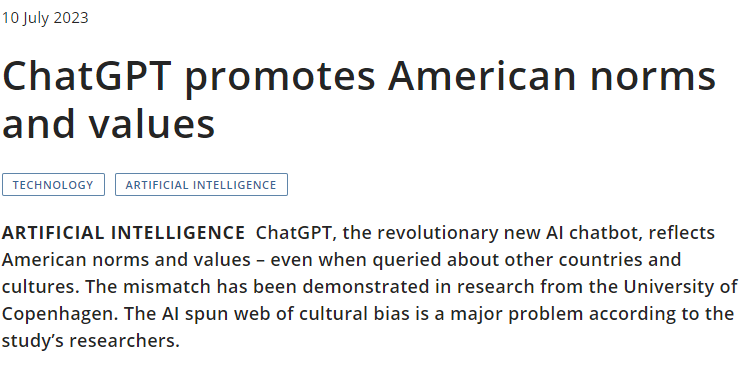 10 July 2023
ChatGPT promotes American norms
and values
TECHNOLOGY
ARTIFICIAL INTELLIGENCE
ARTIFICIAL INTELLIGENCE ChatGPT, the revolutionary new AI chatbot, reflects
American norms and values – even when queried about other countries and
cultures. The mismatch has been demonstrated in research from the University of
Copenhagen. The AI spun web of cultural bias is a major problem according to the
study’s researchers.